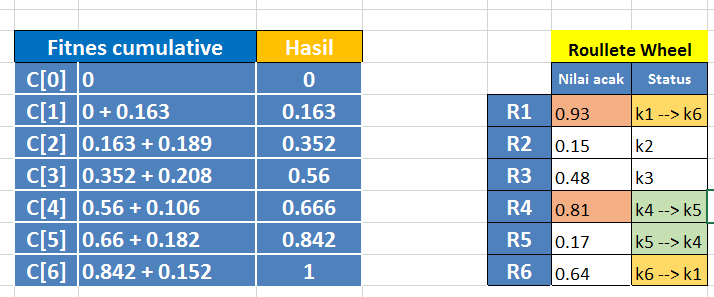 Fitnes cumulative Hasil
C[0] 0 0
C[1] 0 + 0.163 0.163
C[2] 0.163 + 0.189 0.352
C[3] 0.352 + 0.208 0.56
C[4] 0.56 + 0.106 0.666
C[5] 0.66 + 0.182 0.842
C[6] 0.842 + 0.152 1
Roullete Wheel
Nilai acak Status
R1 0.93 k1 --> k6
R2 0.15 k2
R3 0.48 k3
R4 0.81 k4 --> k5
R5 0.17 k5 --> k4
R6 0.64 k6 --> k1